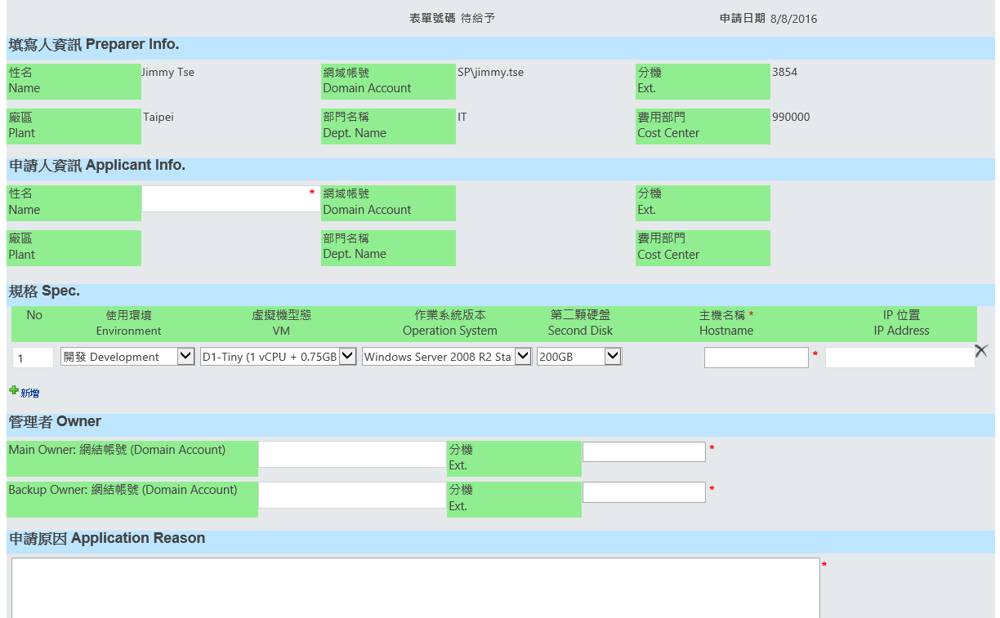 表單號碼 待給予 申請日期 8/8/2016
填寫人資訊 Preparer Info.
性名 Jimmy Tse 網域帳號 SP\jimmy.tse 分機 3854
Name Domain Account Ext.
廠區 Taipei 部門名稱 IT 費用部門 990000
Plant Dept. Name Cost Center
申請人資訊 Applicant Info.
性名 * 網域帳號 分機
Name Domain Account Ext.
廠區 部門名稱 費用部門
Plant Dept. Name Cost Center
規格 Spec.
No 使用環境 虛擬機型態 作業系統版本 第二顆硬盤 主機名稱 * IP 位置
Environment VM Operation System Second Disk Hostname IP Address
1 開發 Development D1-Tiny (1 vCPU + 0.75GB Windows Server 2008 R2 Sta 200GB *
新增
管理者 Owner
Main Owner: 網結帳號 (Domain Account) 分機 *
Ext.
Backup Owner: 網結帳號 (Domain Account) 分機 *
Ext.
申請原因 Application Reason
*